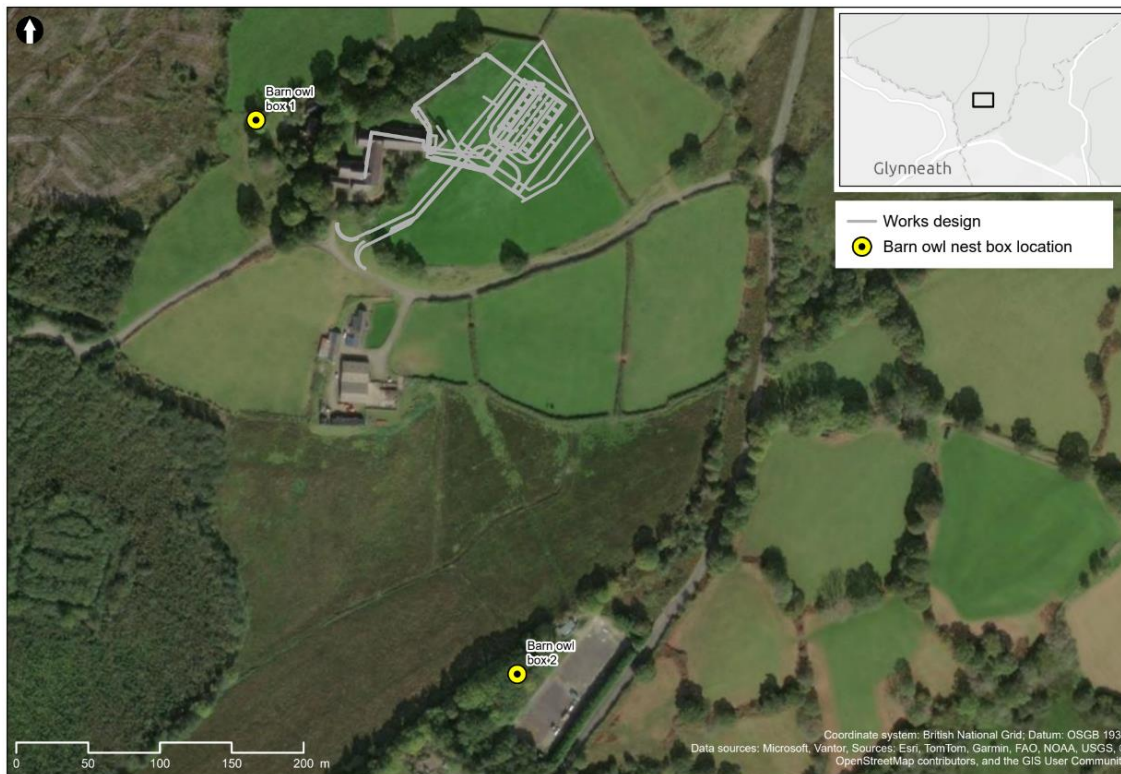 Barn owl
box 1
Glynneath
Works design
Barn owl nest box location
Barn owl
box 2
0 50 100 150 200 m
Coordinate system: British National Grid; Datum: OSGB 193
Data sources: Microsoft, Vantor, Sources: Esri, TomTom, Garmin, FAO, NOAA, USGS,
OpenStreetMap contributors, and the GIS User Communit